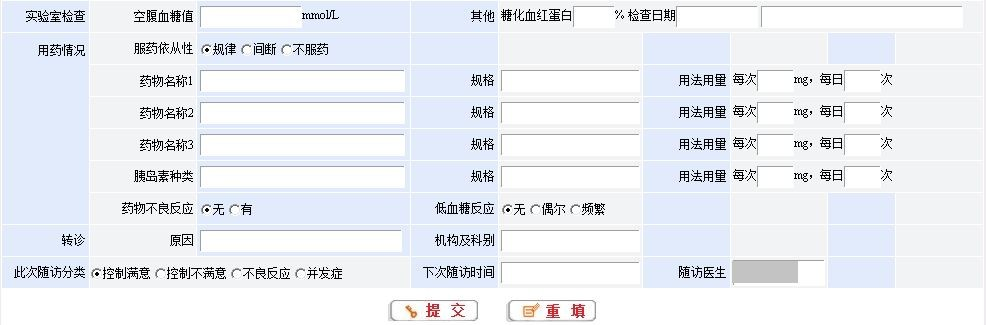 实验室检查 空腹血糖值 mmol/L 其他 糖化血红蛋白 % 检查日期
用药情况 服药依从性 规律 间断 不服药
药物名称1 规格 用法用量 每次 mg，每日 次
药物名称2 规格 用法用量 每次 mg，每日 次
药物名称3 规格 用法用量 每次 mg，每日 次
胰岛素种类 规格 用法用量 每次 mg，每日 次
药物不良反应 无 有 低血糖反应 无 偶尔 频繁
转诊 原因 机构及科别
此次随访分类 控制满意 控制不满意 不良反应 并发症 下次随访时间 随访医生
提 交 重 填